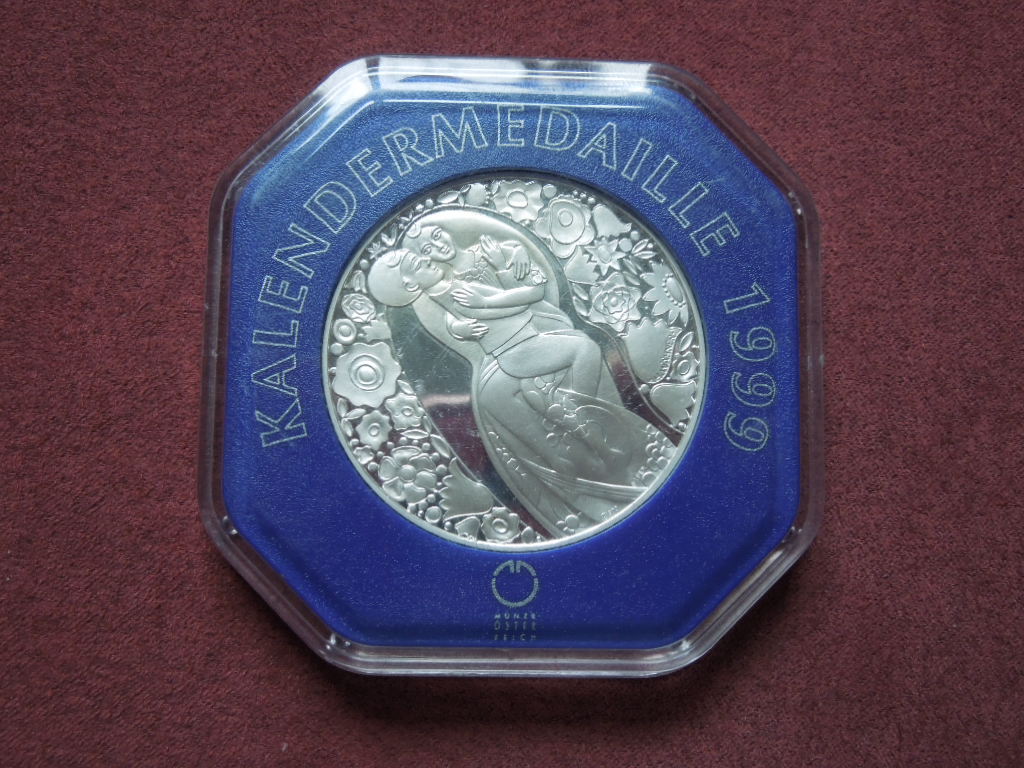 KALENDERMEDAILLE 1999
MÜNZE
ÖSTER
REICH